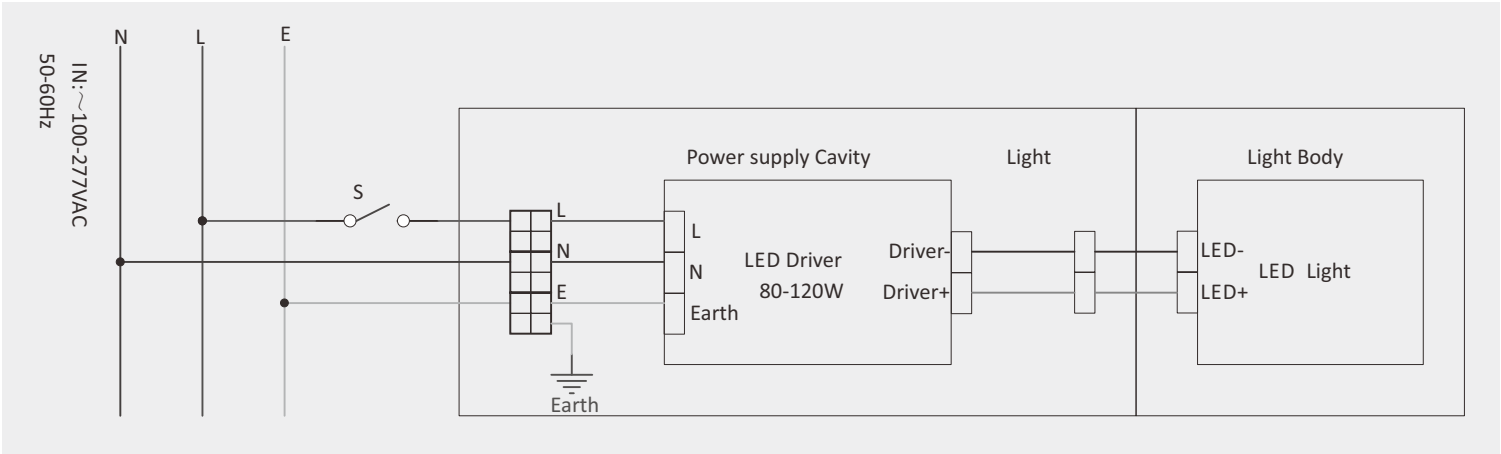 N
L
E
IN:～100-277VAC
50-60Hz
S
Power supply Cavity
Light
Light Body
L
N
E
L
N
Earth
LED Driver
80-120W
Driver-
Driver+
LED-
LED+
LED Light
Earth